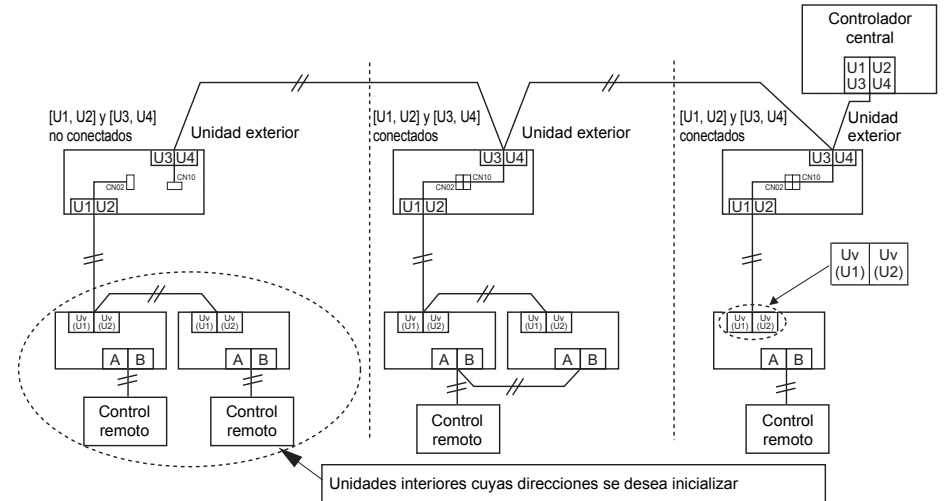 Controlador
central
U1 U2
U3 U4
[U1, U2] y [U3, U4]
no conectados
Unidad exterior
[U1, U2] y [U3, U4]
conectados
Unidad exterior
[U1, U2] y [U3, U4]
conectados
Unidad
exterior
U3 U4
CN02
CN10
U1 U2
U3 U4
CN02
CN10
U1 U2
U3 U4
CN02
CN10
U1 U2
Uv Uv
(U1) (U2)
Uv Uv
(U1) (U2)
Uv Uv
(U1) (U2)
Uv Uv
(U1) (U2)
Uv Uv
(U1) (U2)
Uv Uv
(U1) (U2)
A B
A B
A B
A B
A B
Control
remoto
Control
remoto
Control
remoto
Control
remoto
Unidades interiores cuyas direcciones se desea inicializar